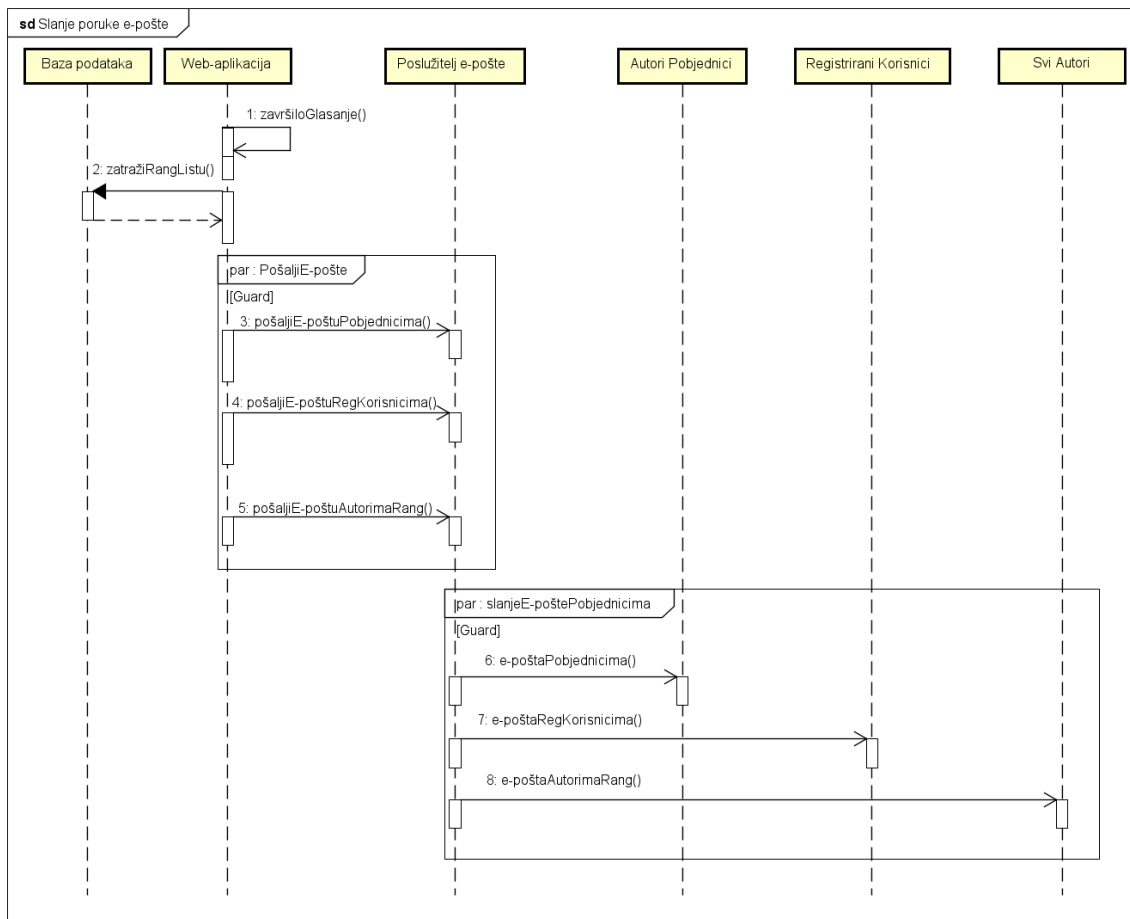 sd Slanje poruke e-pošte
Baza podataka
Web-aplikacija
Poslužitelj e-pošte
Autori Pobjednici
Registrirani Korisnici
Svi Autori
1: završiloGlasanje()
2: zatražiRangListu()
par : PošaljiE-pošte
[Guard]
3: pošaljiE-poštuPobjednicima()
4: pošaljiE-poštuRegKorisnicima()
5: pošaljiE-poštuAutorimaRang()
par : slanjeE-poštePobjednicima
[Guard]
6: e-poštaPobjednicima()
7: e-poštaRegKorisnicima()
8: e-poštaAutorimaRang()